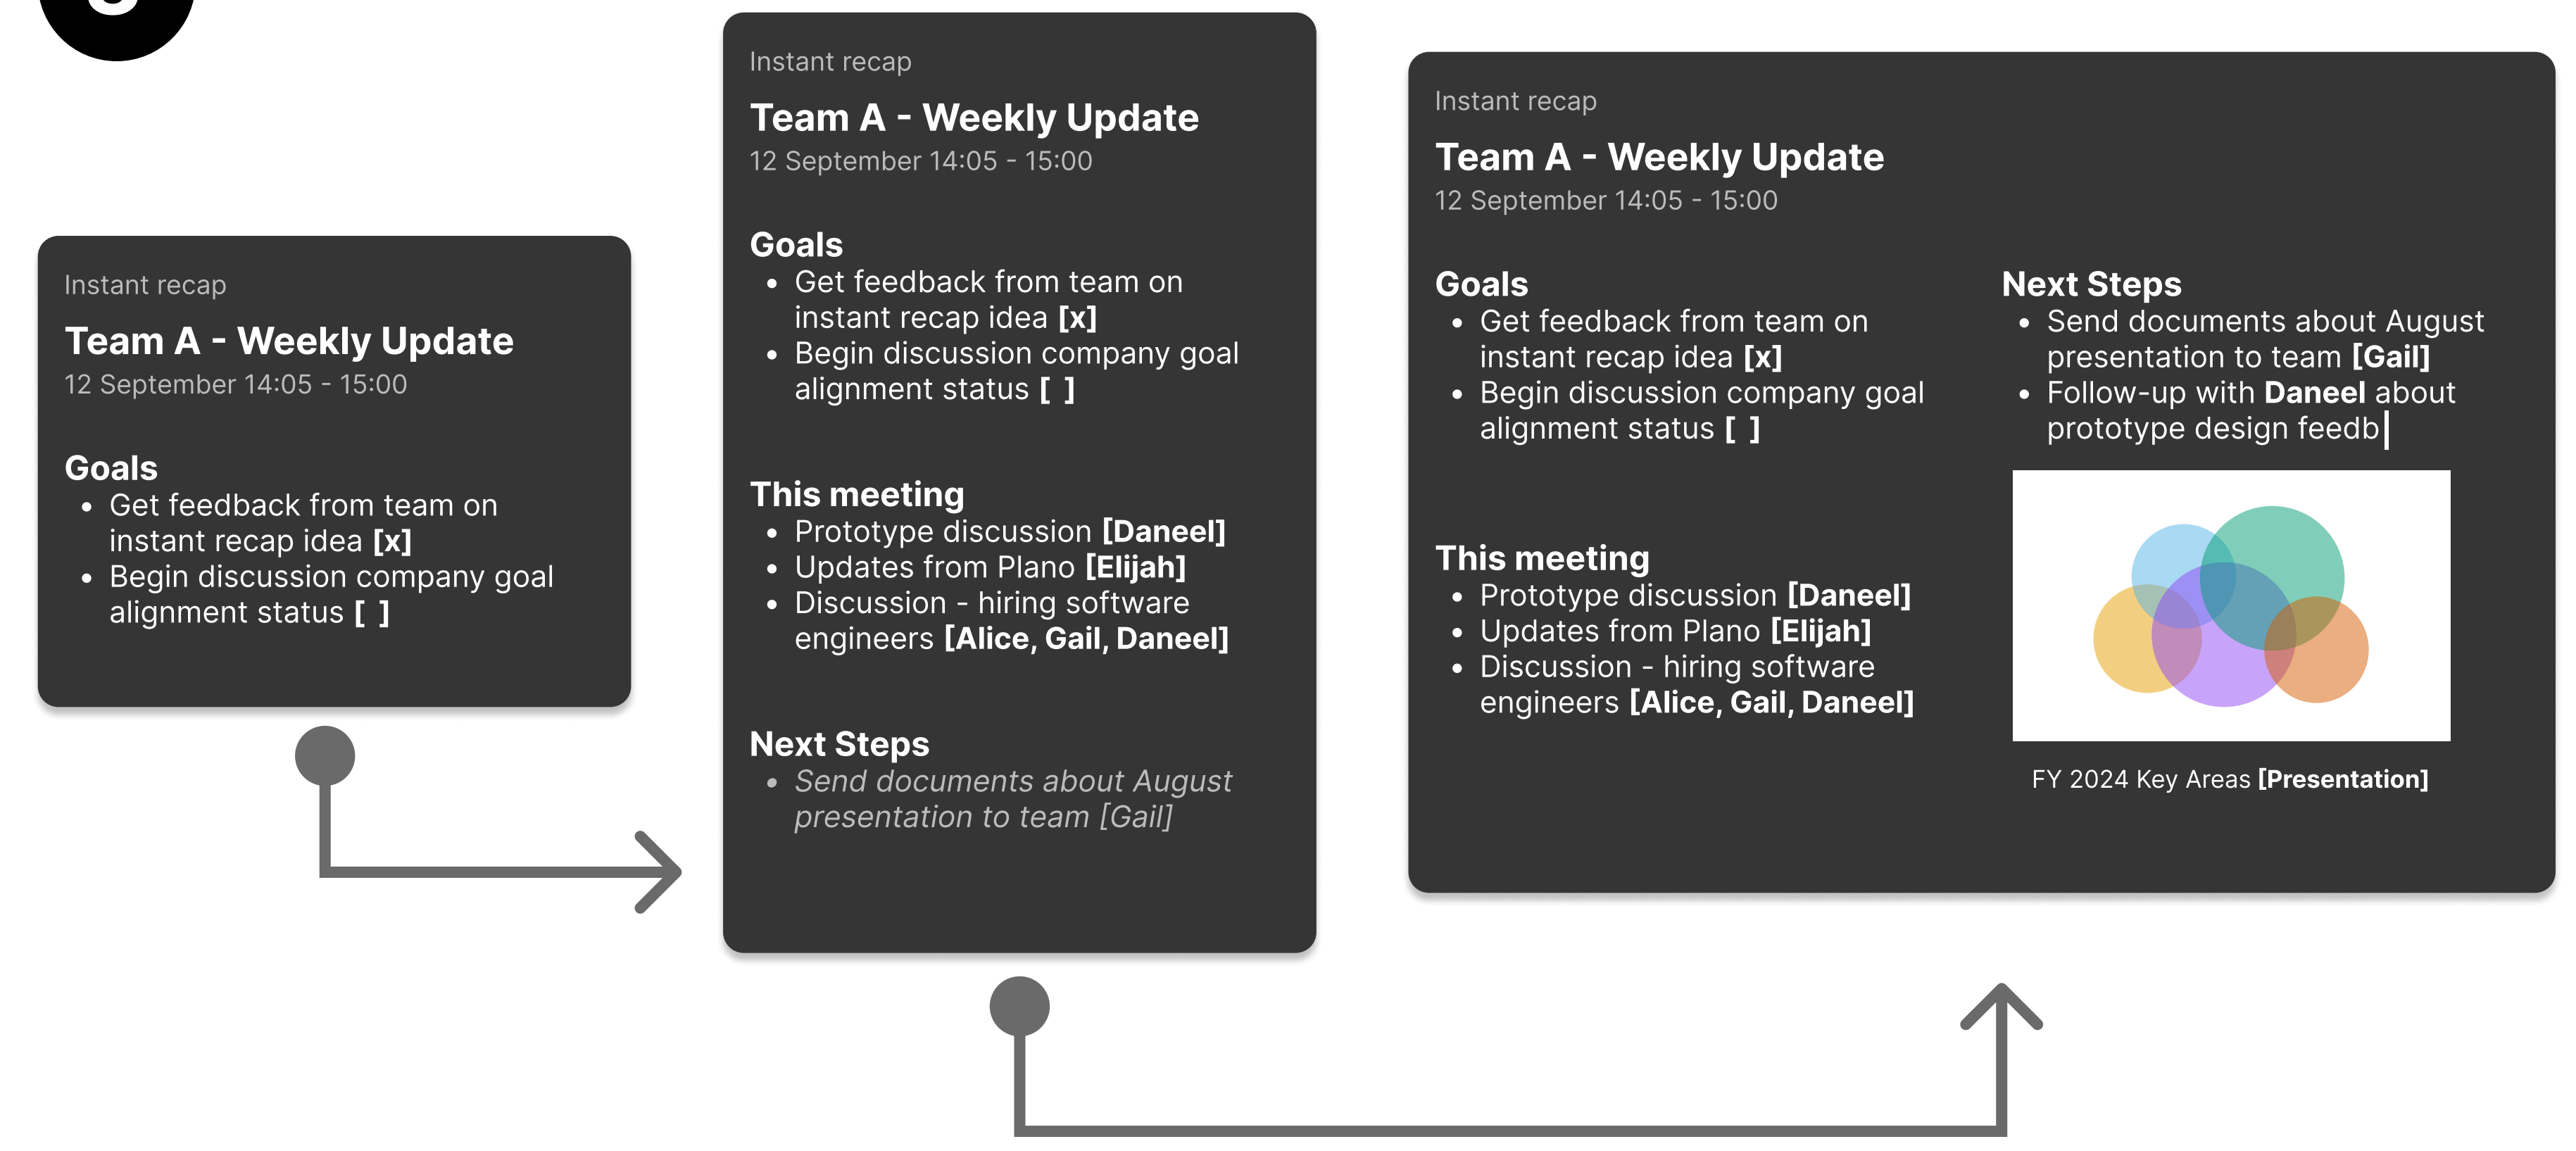 Instant recap
Team A - Weekly Update
12 September 14:05 - 15:00
Goals
• Get feedback from team on
instant recap idea [x]
• Begin discussion company goal
alignment status [ ]
Instant recap
Team A - Weekly Update
12 September 14:05 - 15:00
Goals
• Get feedback from team on
instant recap idea [x]
• Begin discussion company goal
alignment status [ ]
This meeting
• Prototype discussion [Daneel]
• Updates from Plano [Elijah]
• Discussion - hiring software
engineers [Alice, Gail, Daneel]
Next Steps
• Send documents about August
presentation to team [Gail]
Instant recap
Team A - Weekly Update
12 September 14:05 - 15:00
Goals
• Get feedback from team on
instant recap idea [x]
• Begin discussion company goal
alignment status [ ]
This meeting
• Prototype discussion [Daneel]
• Updates from Plano [Elijah]
• Discussion - hiring software
engineers [Alice, Gail, Daneel]
Next Steps
• Send documents about August
presentation to team [Gail]
• Follow-up with Daneel about
prototype design feedb
FY 2024 Key Areas [Presentation]